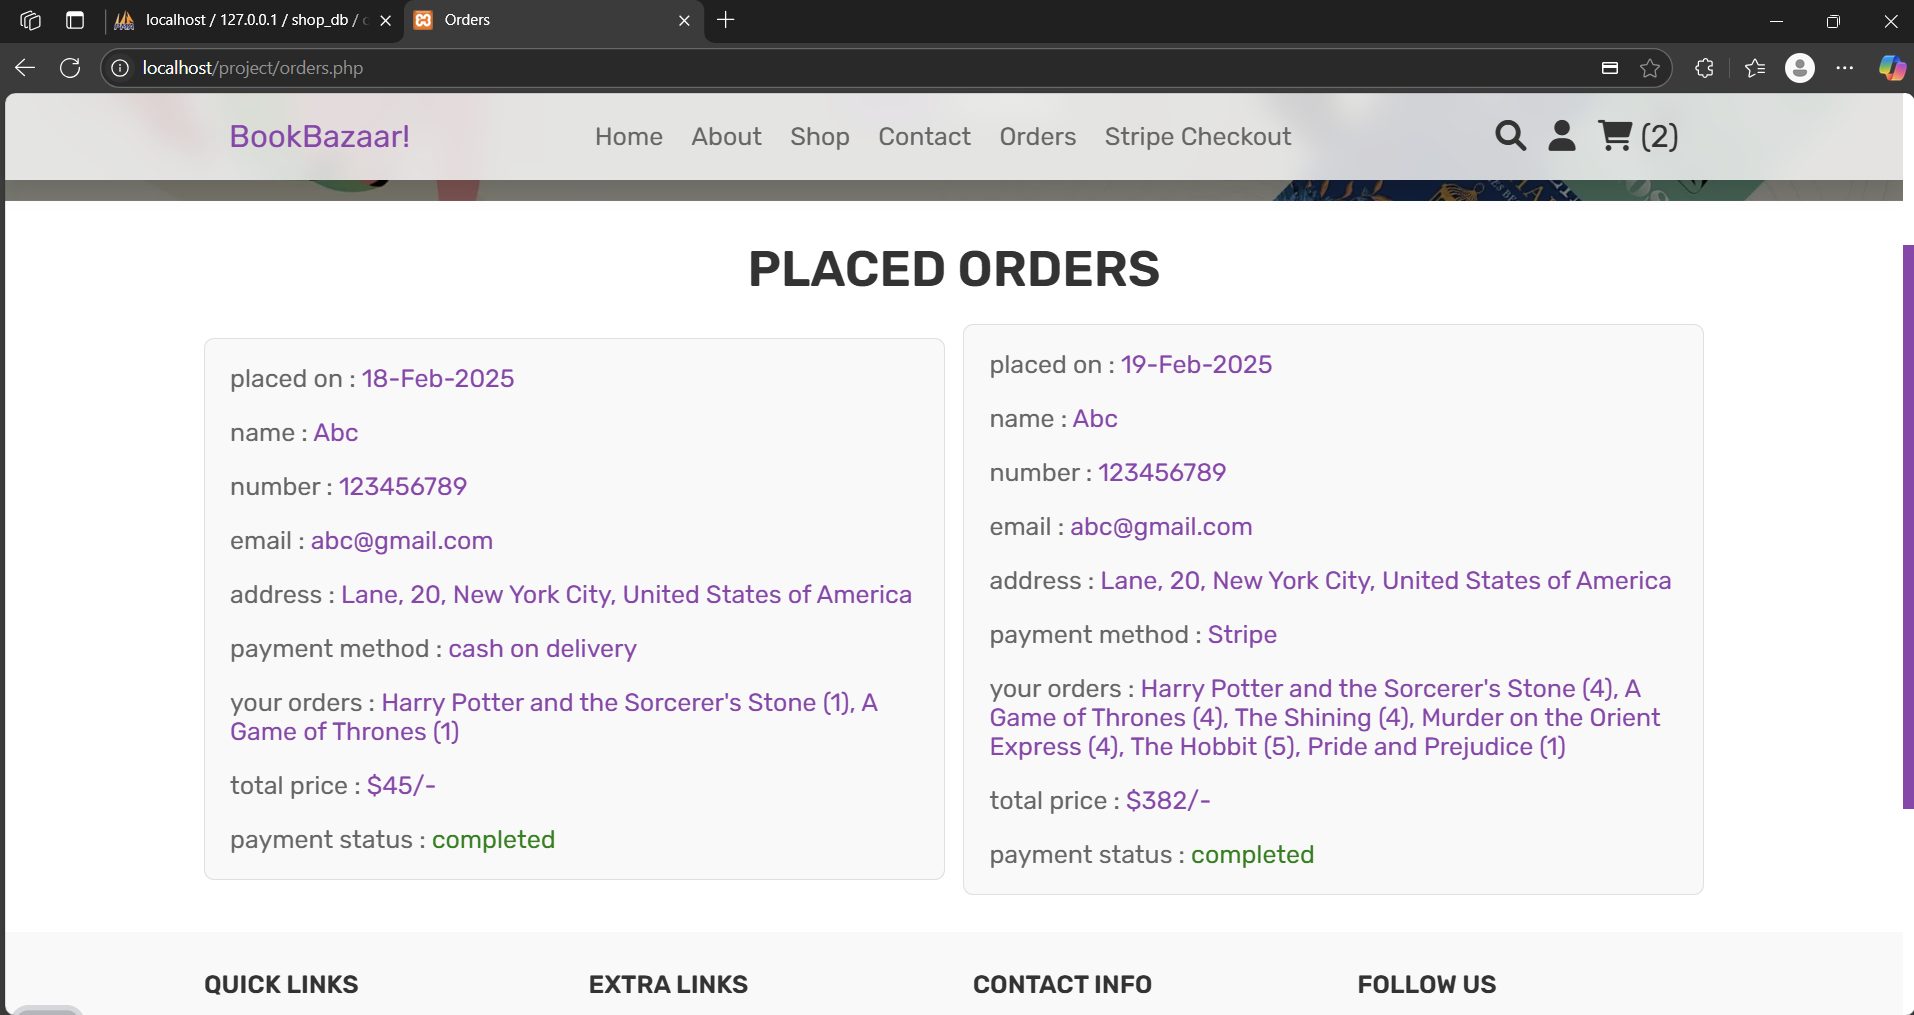 localhost / 127.0.0.1 / shop_db /
Orders
localhost/project/orders.php
BookBazaar!
Home About Shop Contact Orders Stripe Checkout
(2)
PLACED ORDERS
placed on : 18-Feb-2025
name : Abc
number : 123456789
email : abc@gmail.com
address : Lane, 20, New York City, United States of America
payment method : cash on delivery
your orders : Harry Potter and the Sorcerer's Stone (1), A
Game of Thrones (1)
total price : $45/-
payment status : completed
placed on : 19-Feb-2025
name : Abc
number : 123456789
email : abc@gmail.com
address : Lane, 20, New York City, United States of America
payment method : Stripe
your orders : Harry Potter and the Sorcerer's Stone (4), A
Game of Thrones (4), The Shining (4), Murder on the Orient
Express (4), The Hobbit (5), Pride and Prejudice (1)
total price : $382/-
payment status : completed
QUICK LINKS
EXTRA LINKS
CONTACT INFO
FOLLOW US